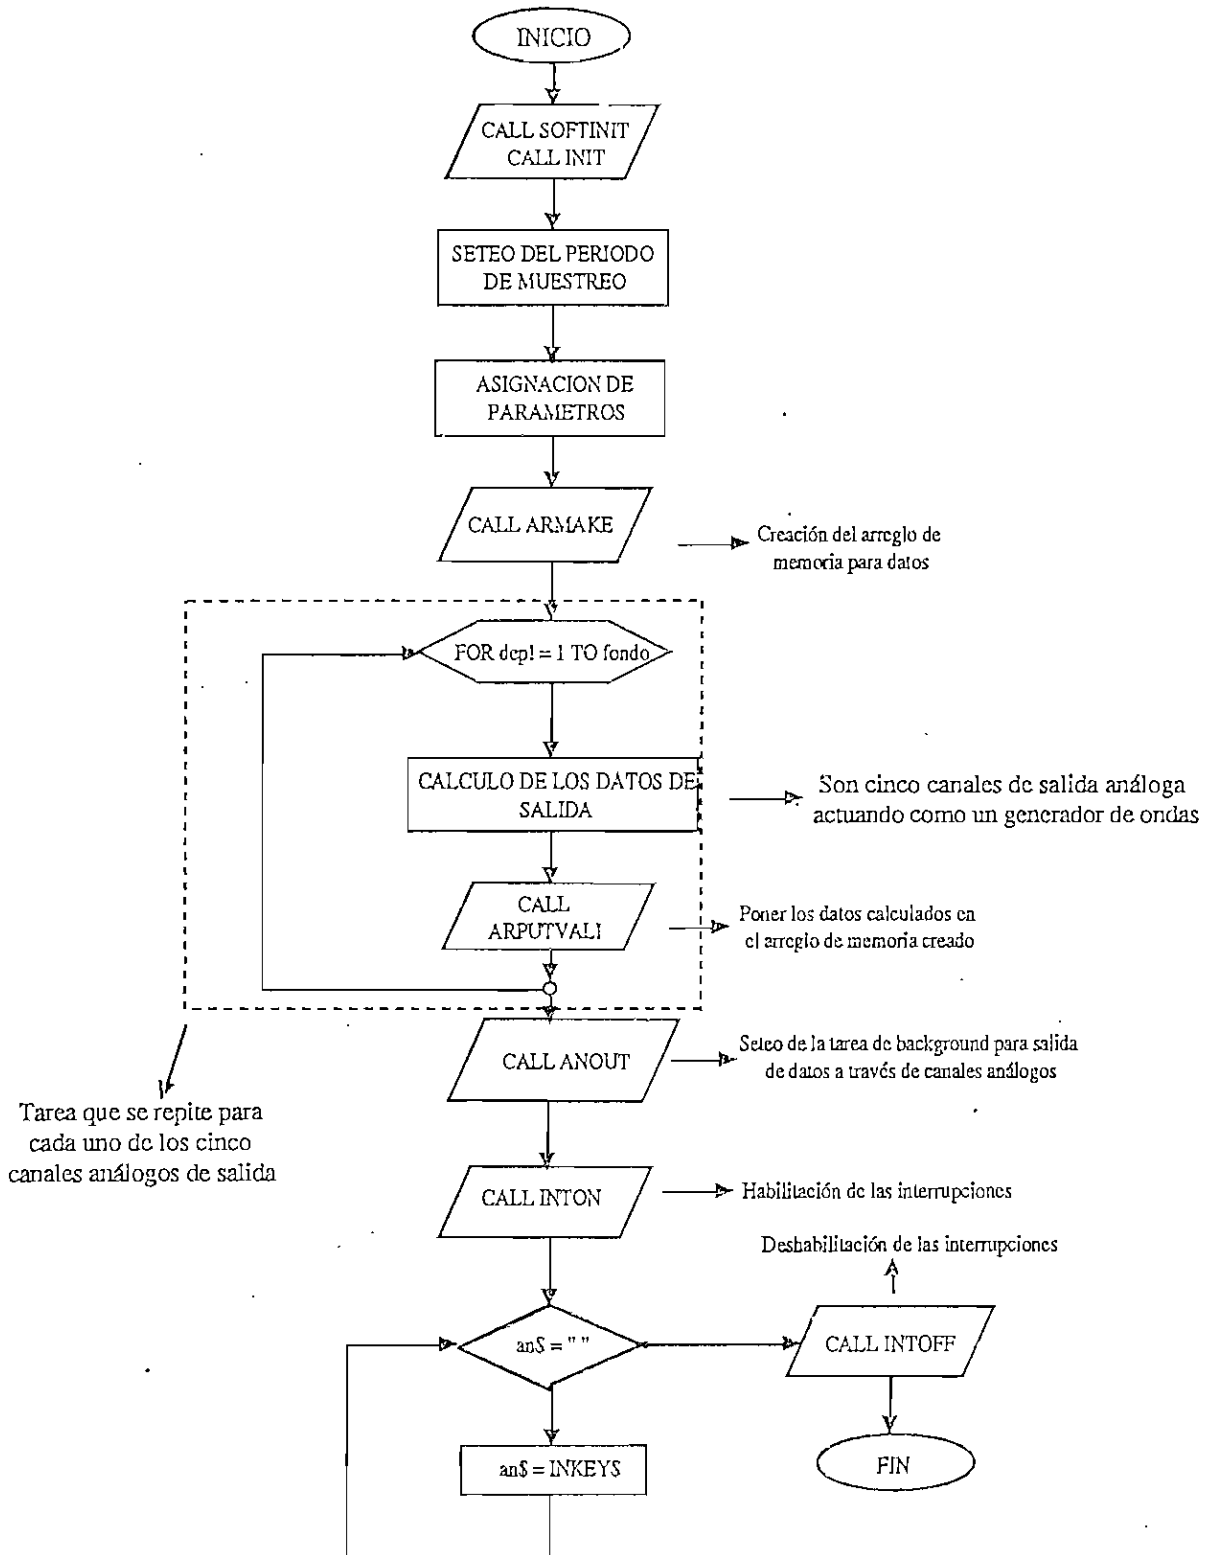 INICIO
CALL SOFTINIT
CALL INIT
SETEO DEL PERIODO
DE MUESTREO
ASIGNACION DE
PARAMETROS
CALL ARMAKE
Creación del arreglo de
memoria para datos
FOR dep! = 1 TO fondo
CALCULO DE LOS DATOS DE
SALIDA
Son cinco canales de salida análoga
actuando como un generador de ondas
CALL
ARPUTVALI
Poner los datos calculados en
el arreglo de memoria creado
CALL ANOUT
Seteo de la tarea de background para salida
de datos a través de canales análogos
Tarea que se repite para
cada uno de los cinco
canales análogos de salida
CALL INTON
Habilitación de las interrupciones
Deshabilitación de las interrupciones
an$ = " "
CALL INTOFF
an$ = INKEY$
FIN